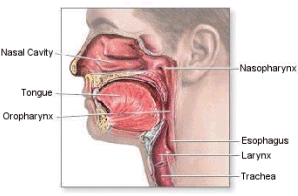 Nasal Cavity
Nasopharynx
Tongue
Oropharynx
Esophagus
Larynx
Trachea